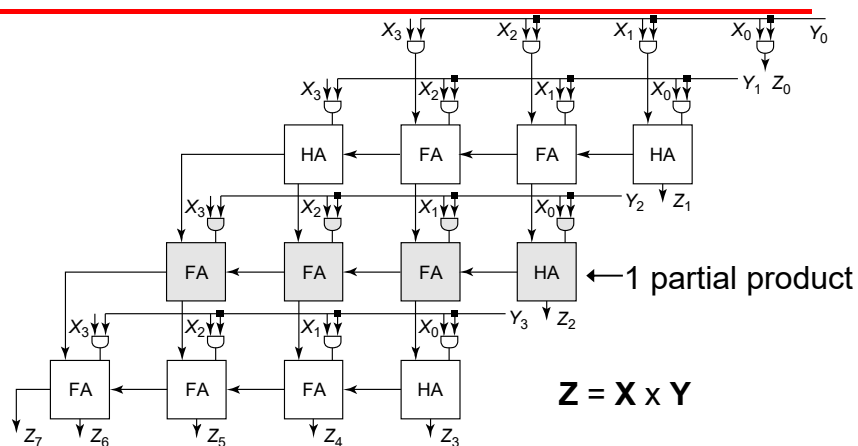 X3 X2 X1 X0 Y0
X3 X2 X1 X0 Y1 Z0
HA FA FA HA
Z1
X3 X2 X1 X0 Y2
FA FA FA HA ←1 partial product
Z2
X3 X2 X1 X0 Y3
FA FA FA HA Z = X x Y
Z7 Z6 Z5 Z4 Z3